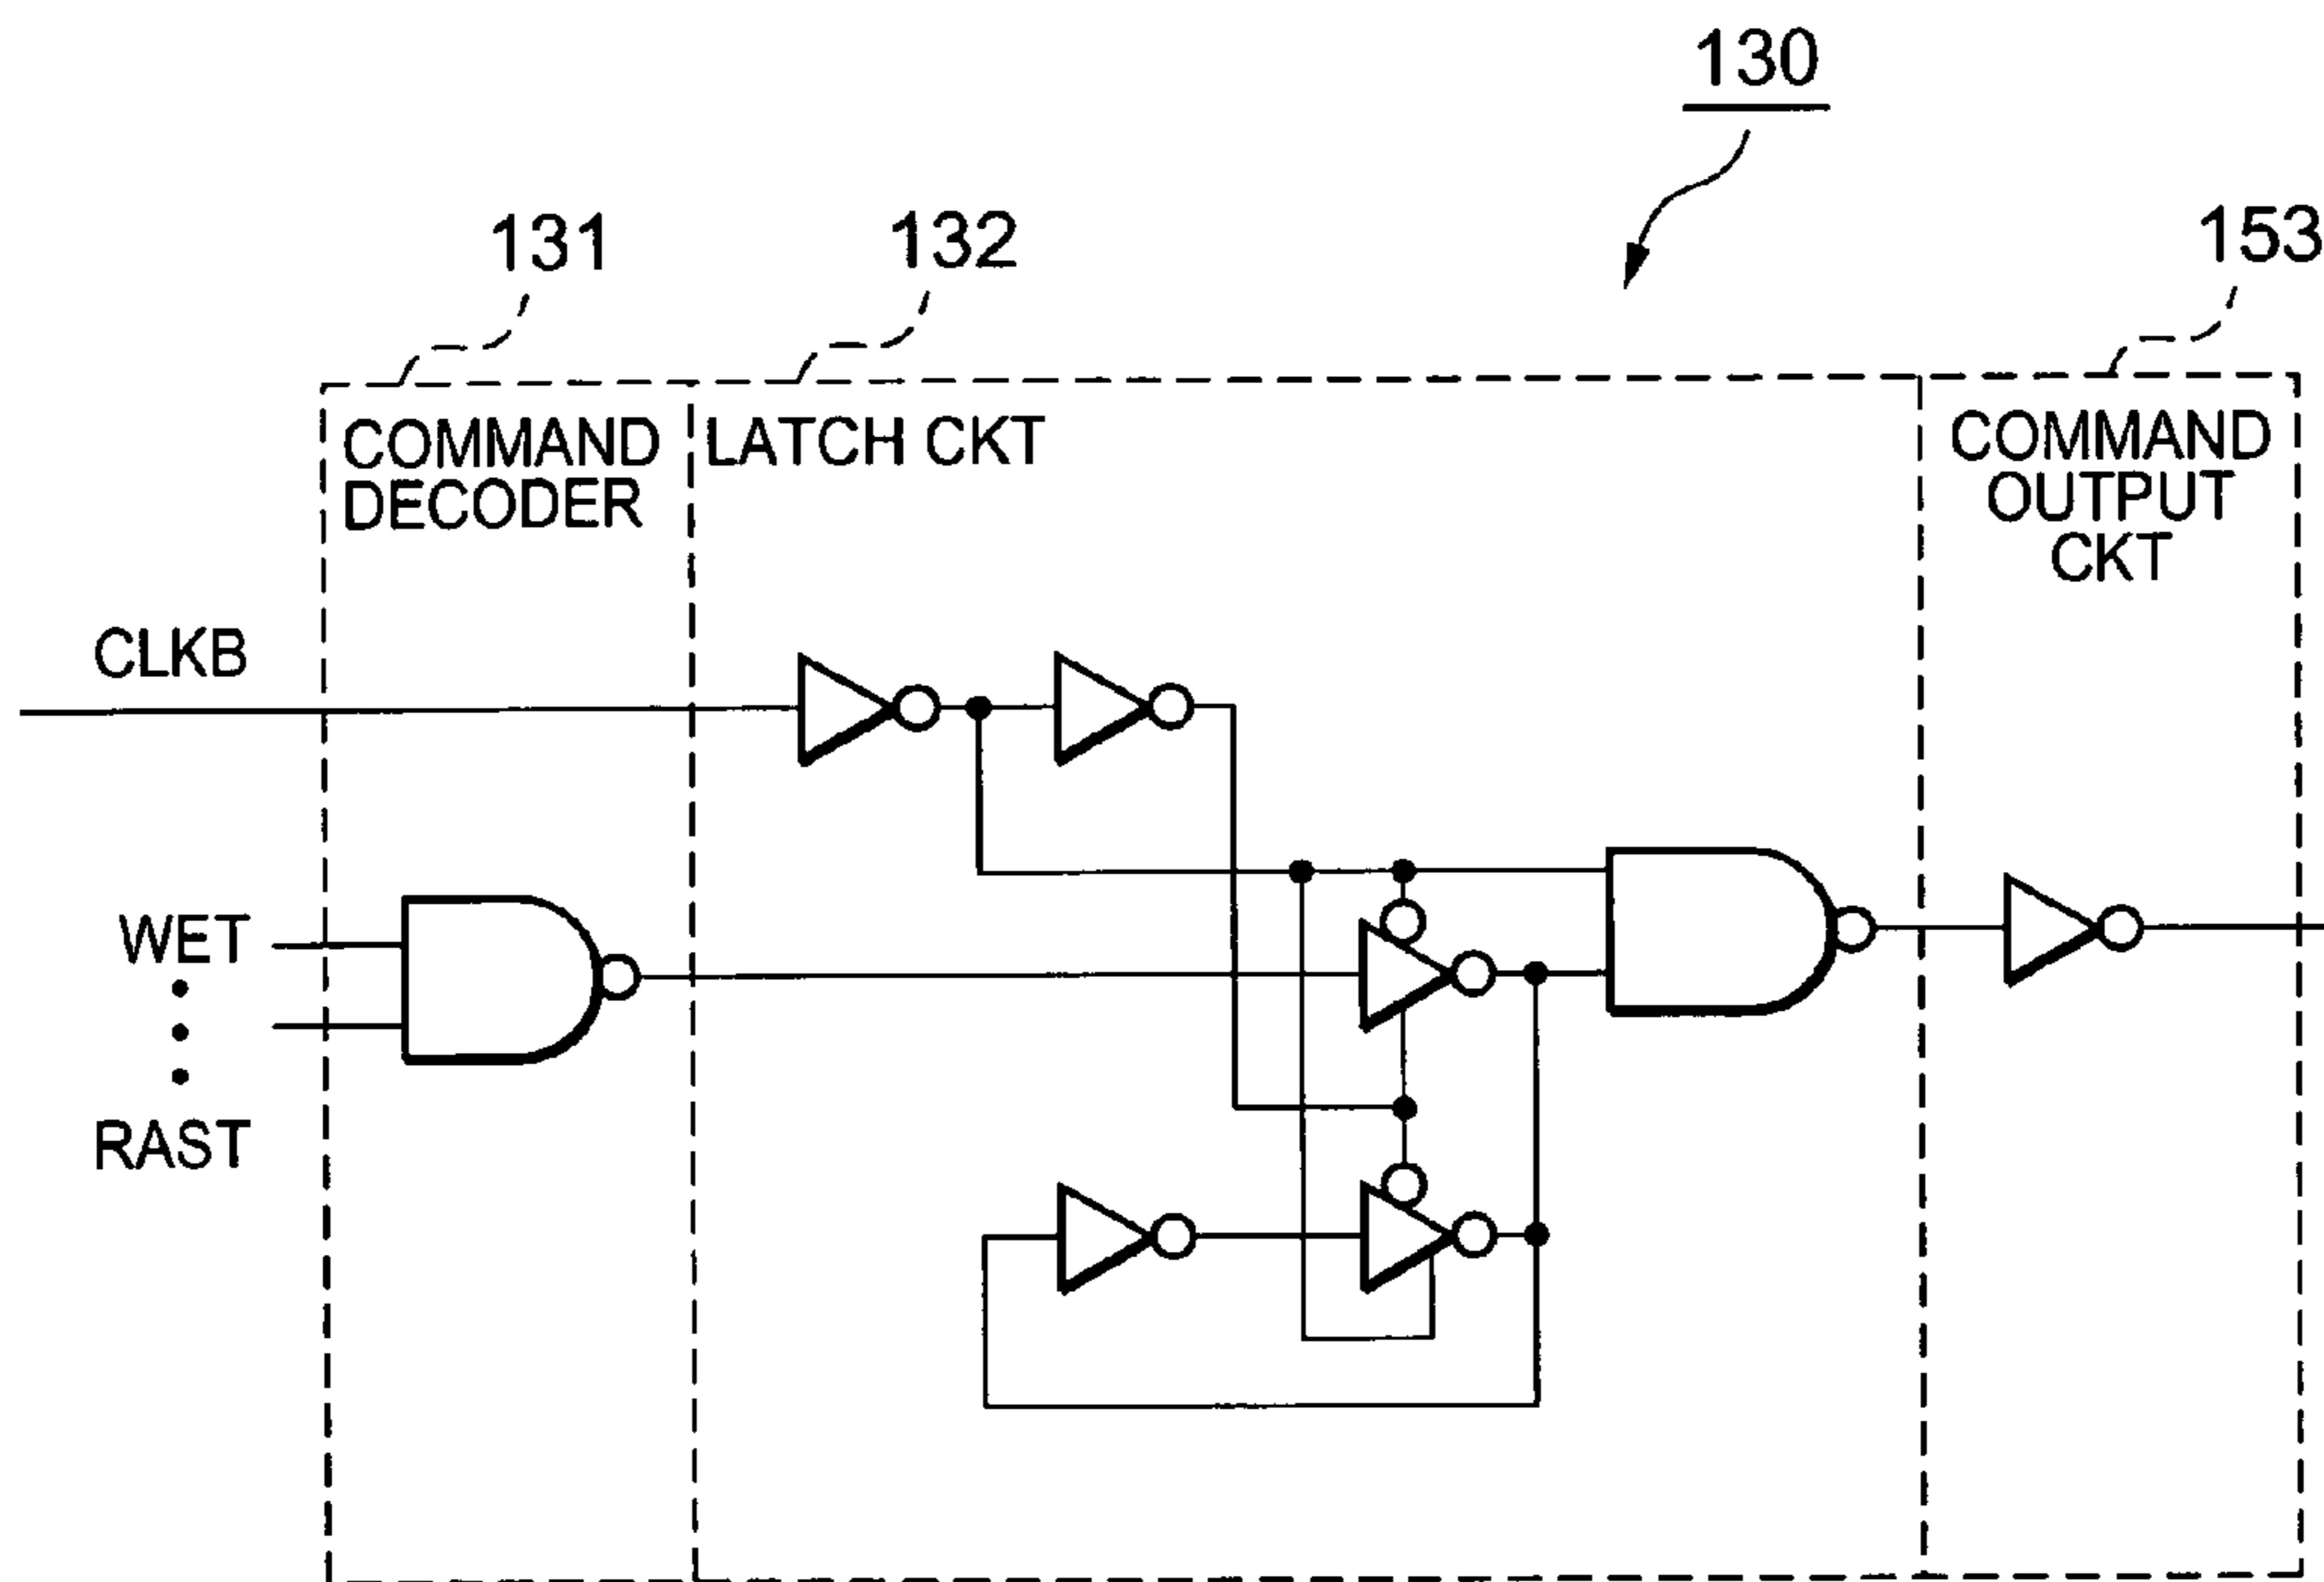 130
131
132
153
COMMAND
DECODER
LATCH CKT
COMMAND
OUTPUT
CKT
CLKB
WET
RAST